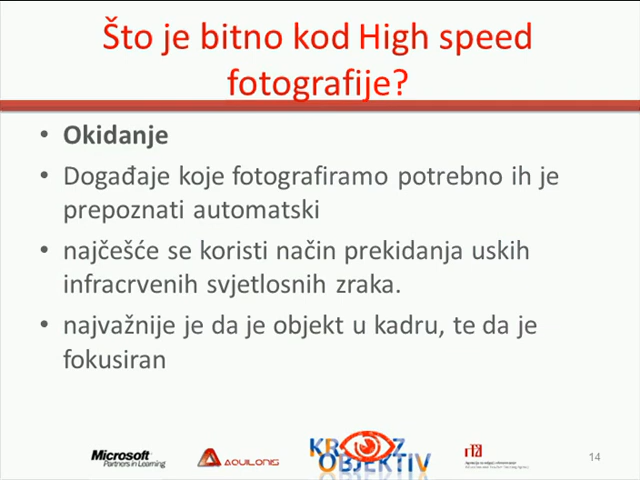 Što je bitno kod High speed
fotografije?
• Okidanje
• Događaje koje fotografiramo potrebno ih je
prepoznati automatski
• najčešće se koristi način prekidanja uskih
infracrvenih svjetlosnih zraka.
• najvažnije je da je objekt u kadru, te da je
fokusiran
Microsoft
Partners in Learning
AQUILONIS
KROZ
OBJEKTIV
14